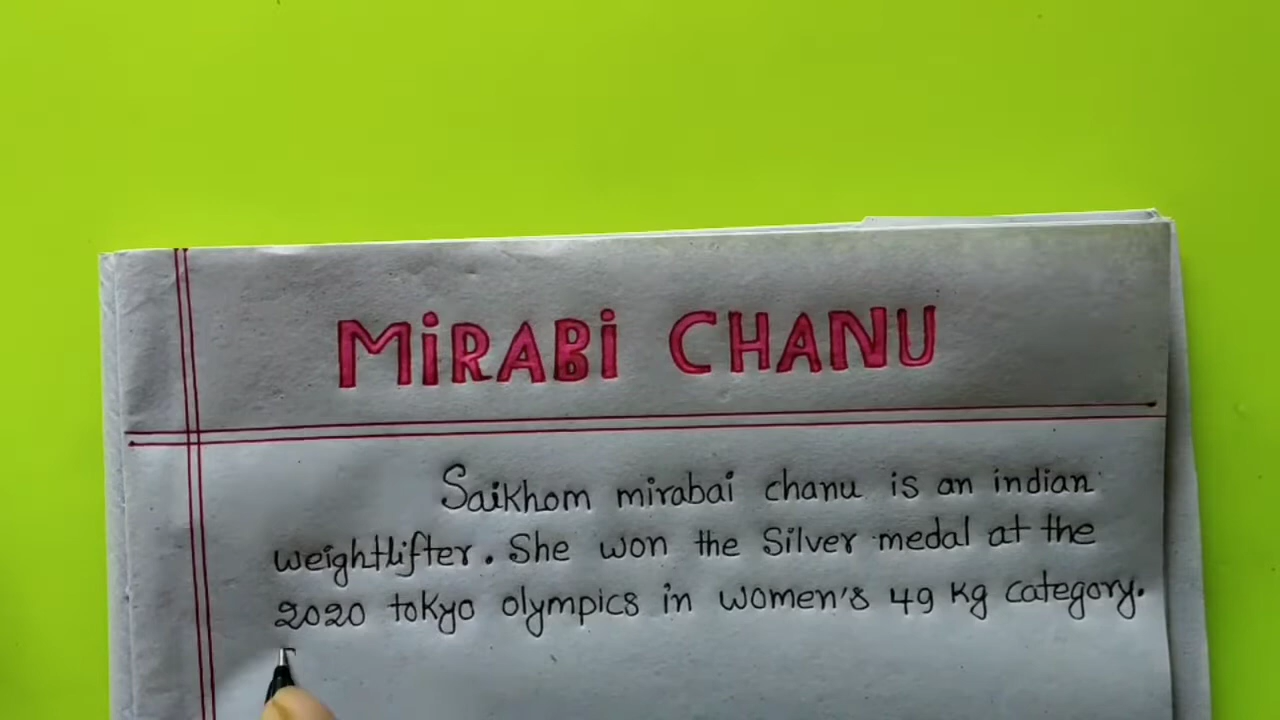 MiRABi CHANU
Saikhom mirabai chanu is an indian
weightlifter. She won the Silver medal at the
2020 tokyo olympics in women's 49 kg category.